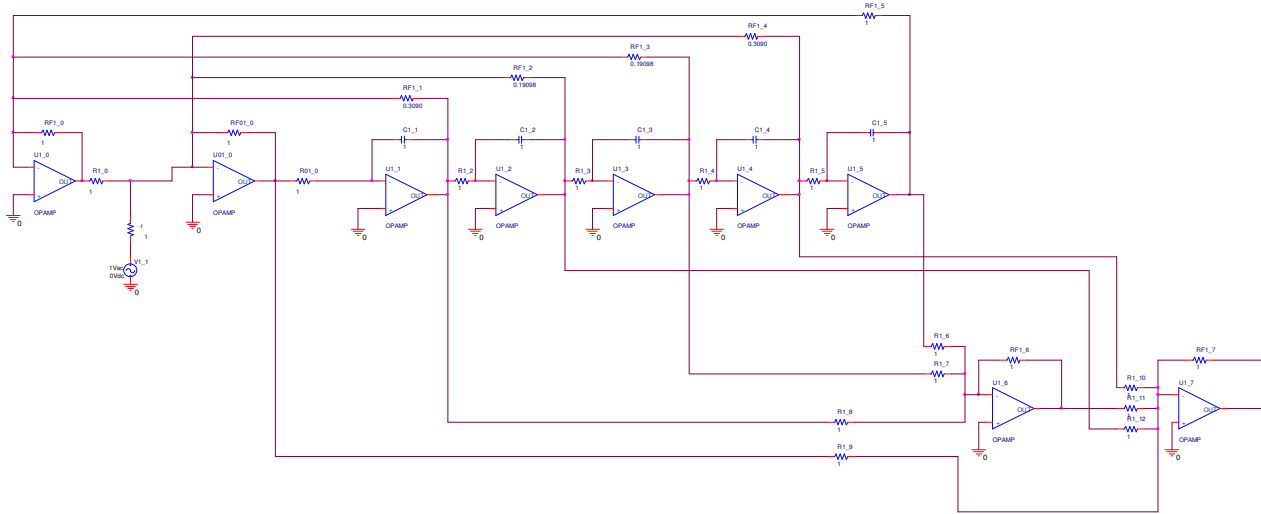 RF1_5
1
RF1_4
0.3090
RF1_3
0.19098
RF1_2
0.19098
RF1_1
0.3090
RF1_0
1
RF01_0
1
C1_1
1
C1_2
1
C1_3
1
C1_4
1
C1_5
1
U1_0
-
+
OUT
OPAMP
0
R1_0
1
U01_0
-
+
OUT
OPAMP
0
R01_0
1
U1_1
-
+
OUT
OPAMP
0
R1_2
1
U1_2
-
+
OUT
OPAMP
0
R1_3
1
U1_3
-
+
OUT
OPAMP
0
R1_4
1
U1_4
-
+
OUT
OPAMP
0
R1_5
1
U1_5
-
+
OUT
OPAMP
0
r
1
V1_1
1Vac
0Vdc
0
R1_6
1
R1_7
1
R1_8
1
R1_9
1
RF1_6
1
U1_6
-
+
OUT
OPAMP
0
R1_10
1
R1_11
1
R1_12
1
RF1_7
1
U1_7
-
+
OUT
OPAMP
0